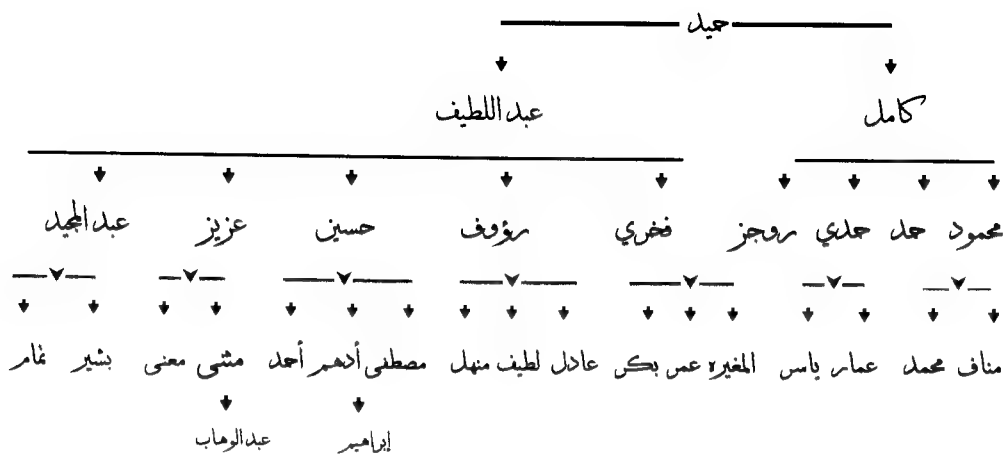 حميد
كامل عبد اللطيف
محمود حمد حمدي روجز فخري رؤوف حسين عزيز عبد المجيد
مناف محمد عمار ياسر المغيره عمر بكر عادل لطيف منهل مصطفى أدهم أحمد مثنى معنى بشير تمام
إبراهيم عبد الوهاب